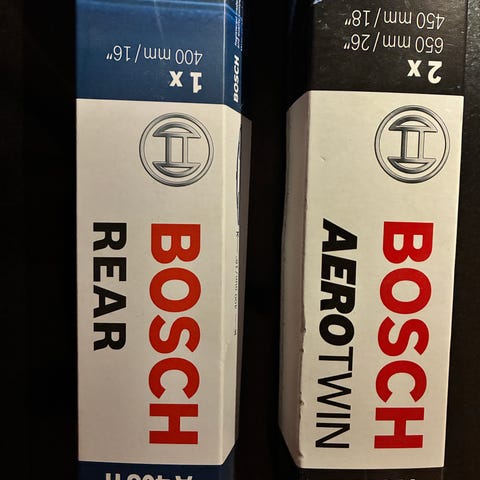 1 x
400 mm / 16"
BOSCH
BOSCH
REAR
2 x
650 mm / 26"
450 mm / 18"
BOSCH
AEROTWIN